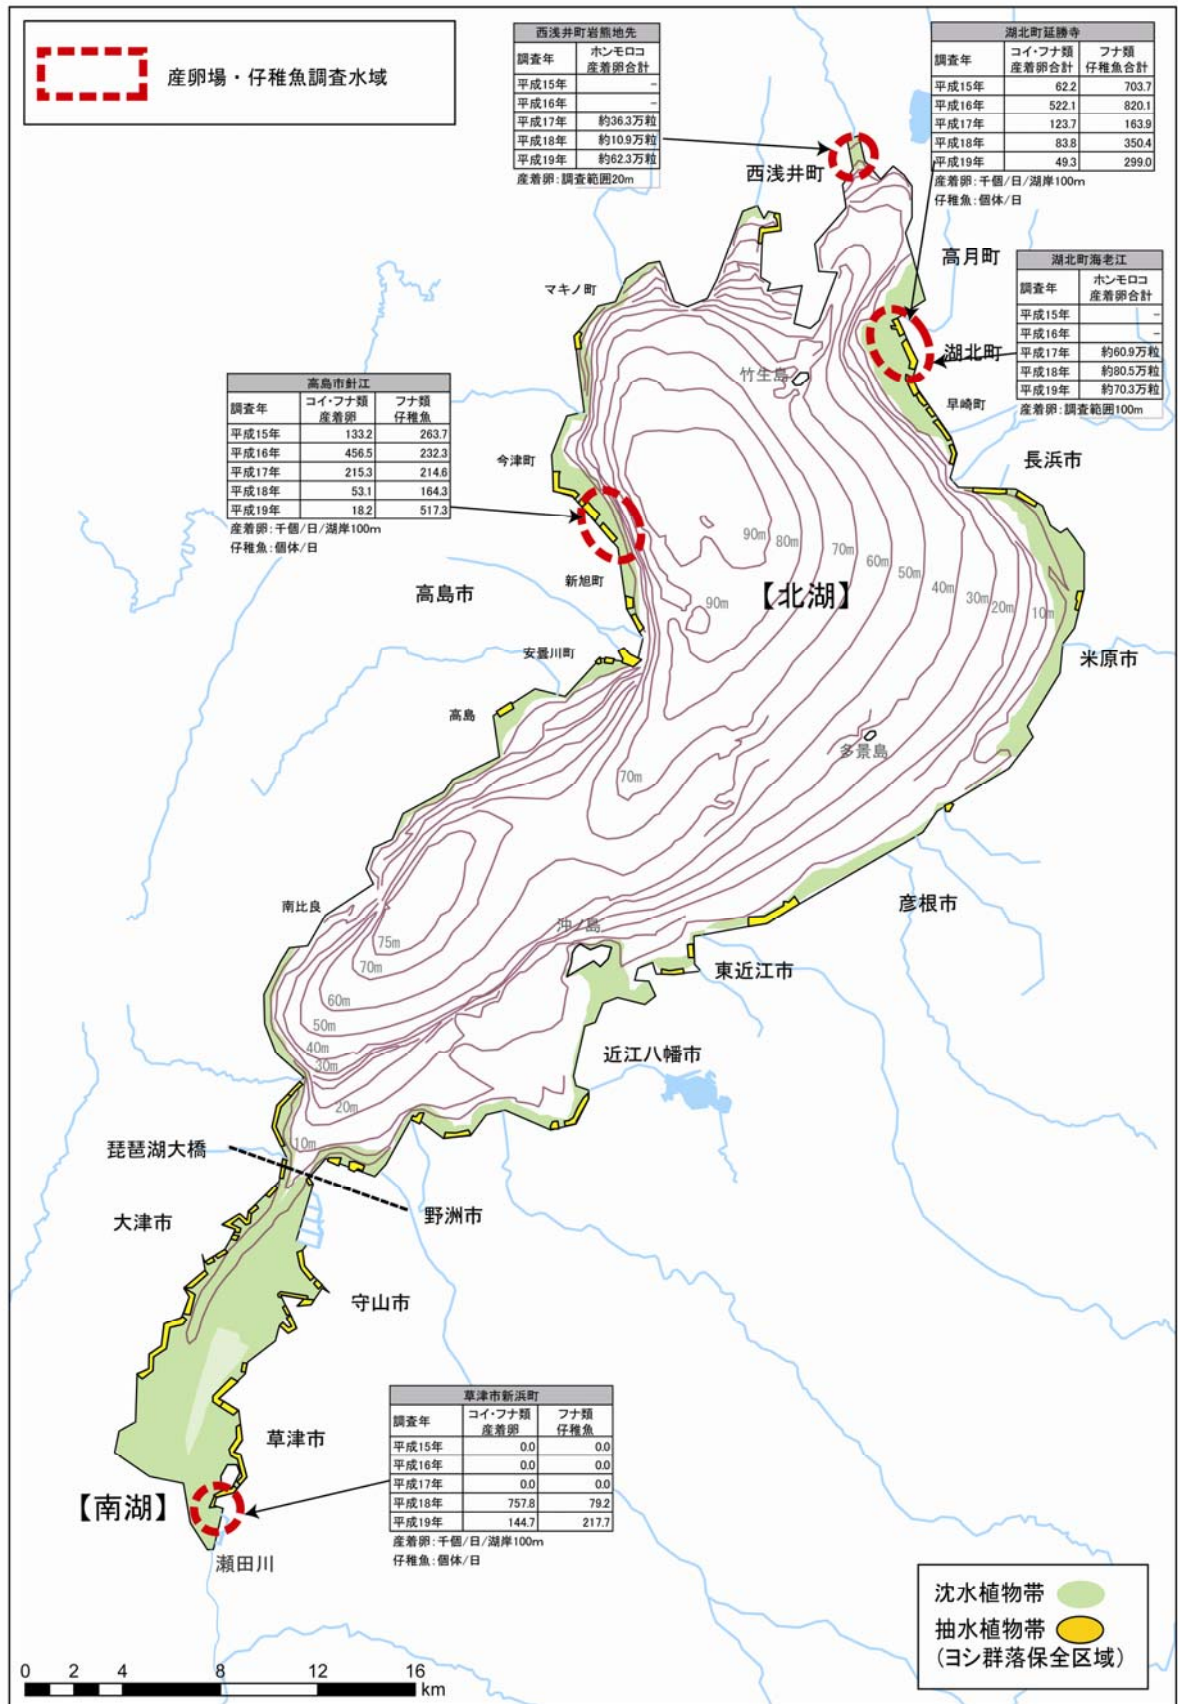 産卵場・仔稚魚調査水域
西浅井町岩熊地先
調査年 ホンモロコ産着卵合計
平成15年 −
平成16年 −
平成17年 約36.3万粒
平成18年 約10.9万粒
平成19年 約62.3万粒
産着卵:調査範囲20m
湖北町延勝寺
調査年 コイ・フナ類産着卵合計 フナ類仔稚魚合計
平成15年 62.2 703.7
平成16年 522.1 820.1
平成17年 123.7 163.9
平成18年 83.8 350.4
平成19年 49.3 299.0
産着卵:千個/日/湖岸100m
仔稚魚:個体/日
西浅井町
高月町
湖北町海老江
調査年 ホンモロコ産着卵合計
平成15年 −
平成16年 −
平成17年 約60.9万粒
平成18年 約80.5万粒
平成19年 約70.3万粒
産着卵:調査範囲100m
マキノ町
湖北町
竹生島
早崎町
高島市針江
調査年 コイ・フナ類産着卵 フナ類仔稚魚
平成15年 133.2 263.7
平成16年 456.5 232.3
平成17年 215.3 214.6
平成18年 53.1 164.3
平成19年 18.2 517.3
産着卵:千個/日/湖岸100m
仔稚魚:個体/日
今津町
長浜市
90m 80m 70m 60m 50m 40m 30m 20m 10m
新旭町
高島市
90m
【北湖】
安曇川町
米原市
高島
多景島
70m
南比良
沖ノ島
彦根市
75m
70m
60m
50m
40m
30m
20m
10m
東近江市
近江八幡市
琵琶湖大橋
大津市
野洲市
守山市
草津市新浜町
調査年 コイ・フナ類産着卵 フナ類仔稚魚
平成15年 0.0 0.0
平成16年 0.0 0.0
平成17年 0.0 0.0
平成18年 757.8 79.2
平成19年 144.7 217.7
産着卵:千個/日/湖岸100m
仔稚魚:個体/日
草津市
【南湖】
瀬田川
沈水植物帯
抽水植物帯
(ヨシ群落保全区域)
0 2 4 8 12 16
km